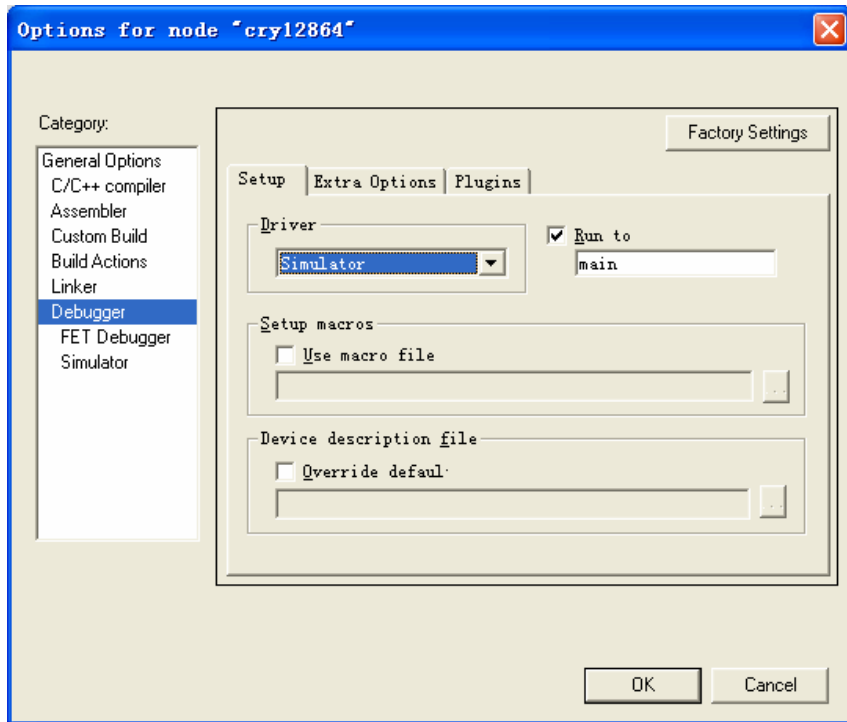 Options for node "cry12864"
Category:
General Options
C/C++ compiler
Assembler
Custom Build
Build Actions
Linker
Debugger
FET Debugger
Simulator
Factory Settings
Setup Extra Options Plugins
Driver
Simulator
Run to
main
Setup macros
Use macro file
..
Device description file
Override defaul
..
OK Cancel